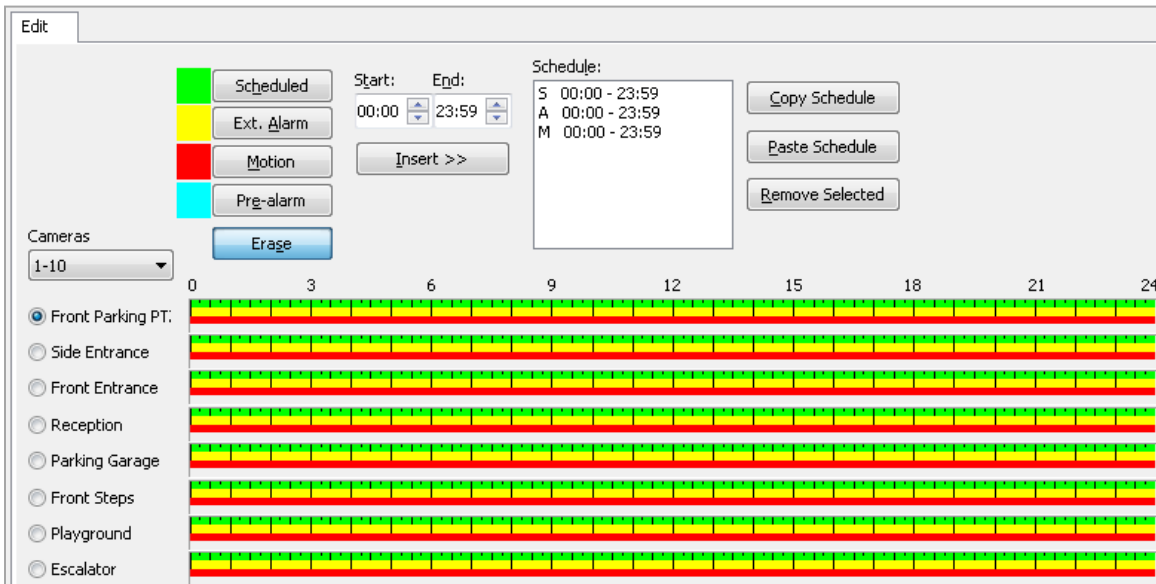 Edit
Scheduled
Ext. Alarm
Motion
Pre-alarm
Erase
Start: End:
00:00 23:59
Insert >>
Schedule:
S 00:00 - 23:59
A 00:00 - 23:59
M 00:00 - 23:59
Copy Schedule
Paste Schedule
Remove Selected
Cameras
1-10
0 3 6 9 12 15 18 21 24
Front Parking PT
Side Entrance
Front Entrance
Reception
Parking Garage
Front Steps
Playground
Escalator